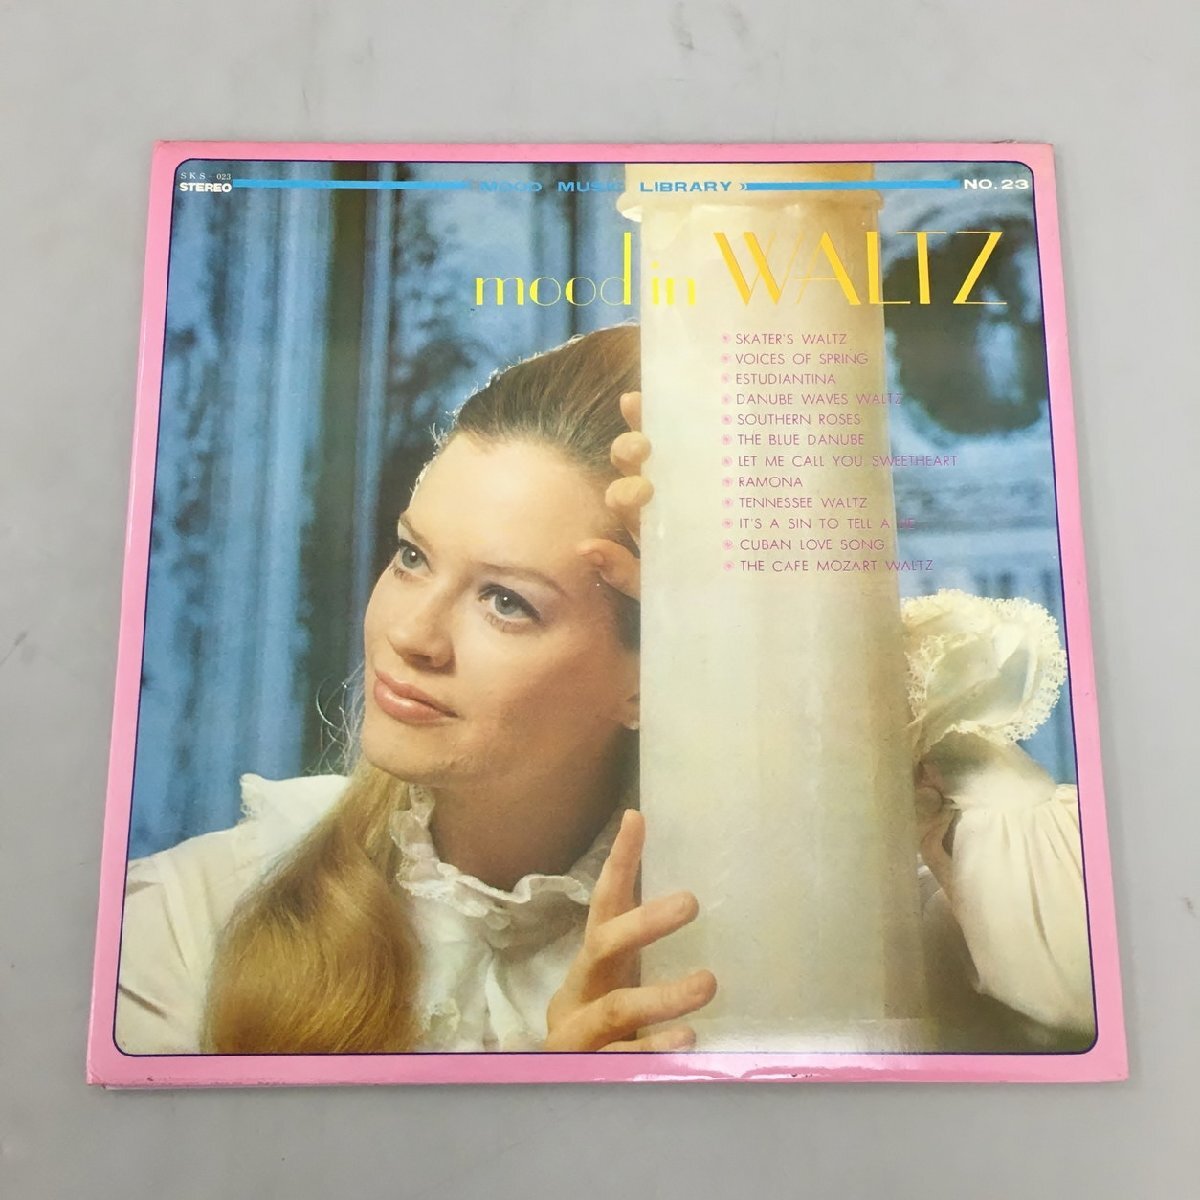 SKS-023
STEREO
MOOD MUSIC LIBRARY
NO.23
mood in WALTZ
SKATER'S WALTZ
VOICES OF SPRING
ESTUDIANTINA
DANUBE WAVES WALTZ
SOUTHERN ROSES
THE BLUE DANUBE
LET ME CALL YOU SWEETHEART
RAMONA
TENNESSEE WALTZ
IT'S A SIN TO TELL A LIE
CUBAN LOVE SONG
THE CAFE MOZART WALTZ